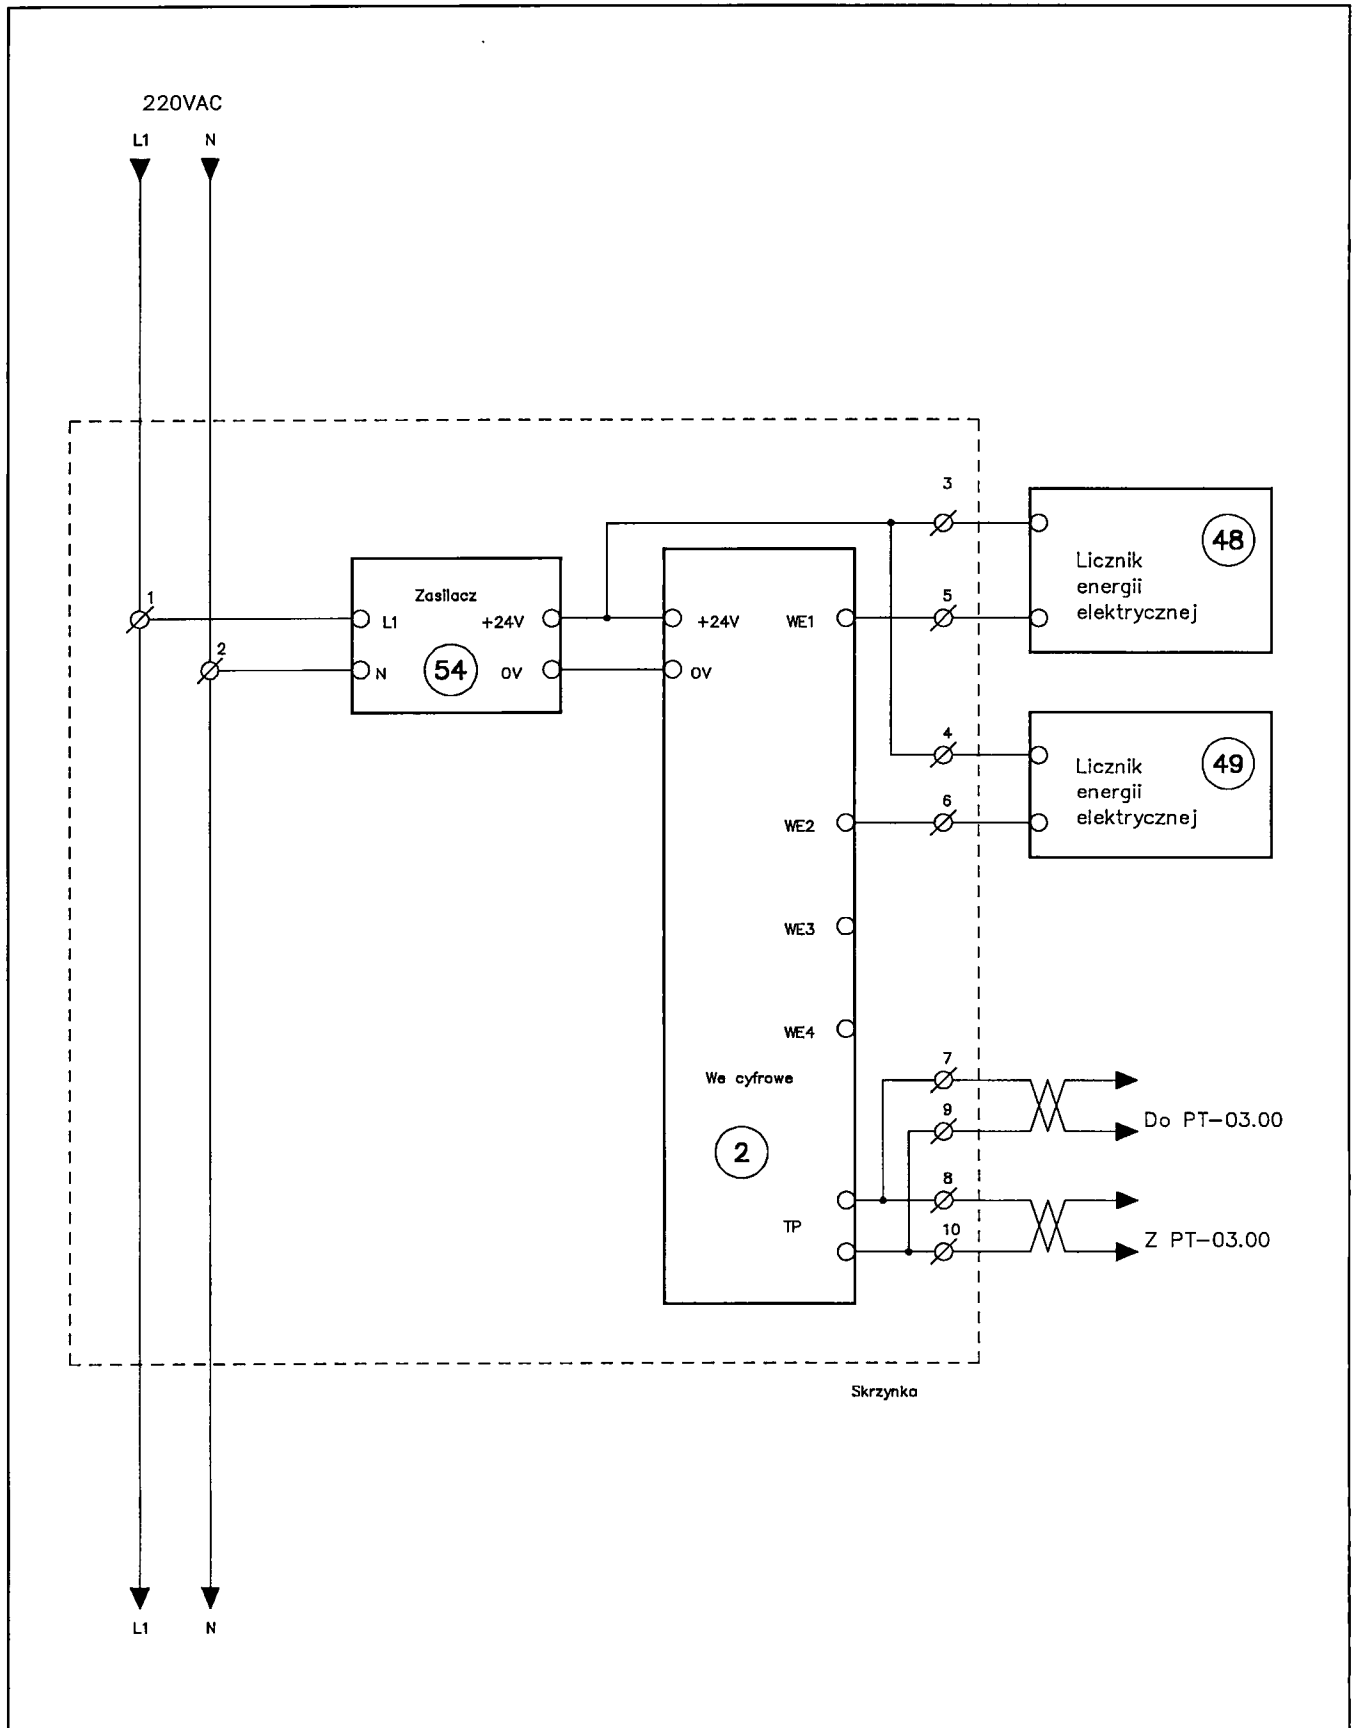 220VAC
L1 N
3
48
Licznik
energii
elektrycznej
5
1
Zasilacz
L1 +24V
+24V WE1
2
N 54 0V
0V
4
49
Licznik
energii
elektrycznej
6
WE2
WE3
WE4
7
We cyfrowe
9
Do PT-03.00
2
8
TP
10
Z PT-03.00
Skrzynka
L1 N